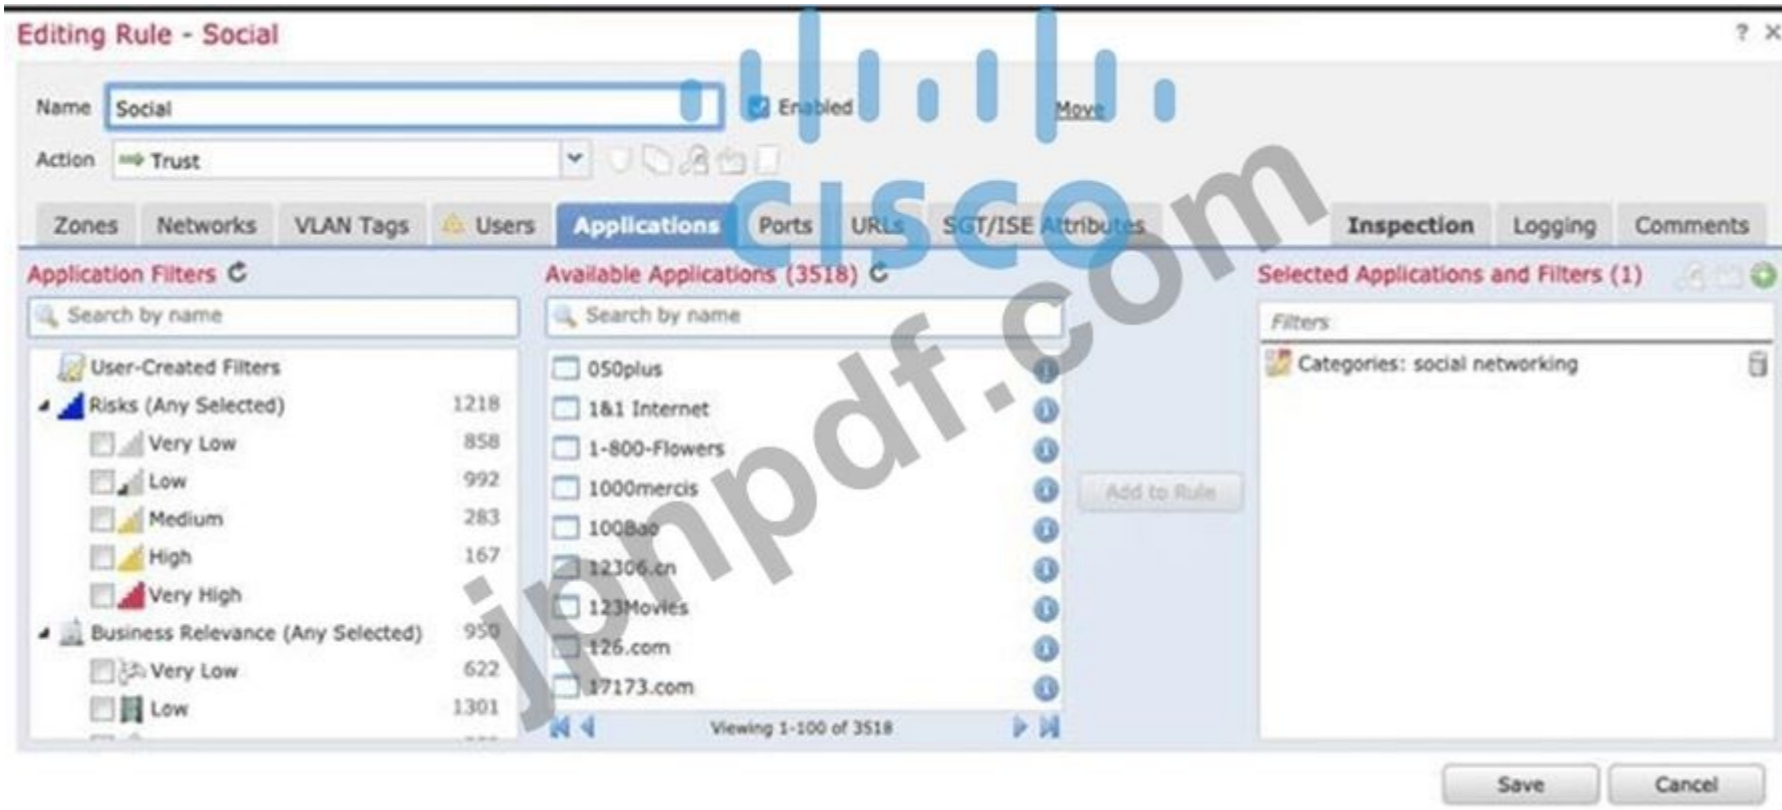 Editing Rule - Social
? X
Name Social
Enabled
Move
Action Trust
CISCO
Zones Networks VLAN Tags Users Applications Ports URLs SGT/ISE Attributes Inspection Logging Comments
Application Filters
Search by name
User-Created Filters
Risks (Any Selected) 1218
Very Low 858
Low 992
Medium 283
High 167
Very High
Business Relevance (Any Selected) 950
Very Low 622
Low 1301
Available Applications (3518)
Search by name
050plus
1&1 Internet
1-800-Flowers
1000mercis
100Bao
12306.cn
123Movies
126.com
17173.com
Viewing 1-100 of 3518
Add to Rule
Selected Applications and Filters (1)
Filters
Categories: social networking
Save Cancel
jpnpdf.com